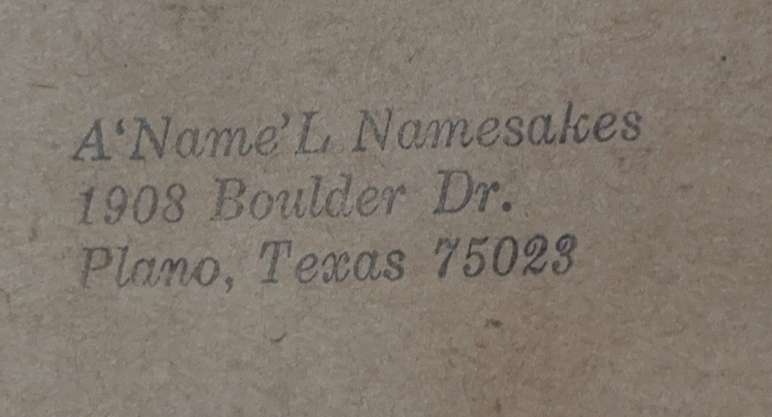 A‘Name’L Namesakes
1908 Boulder Dr.
Plano, Texas 75023